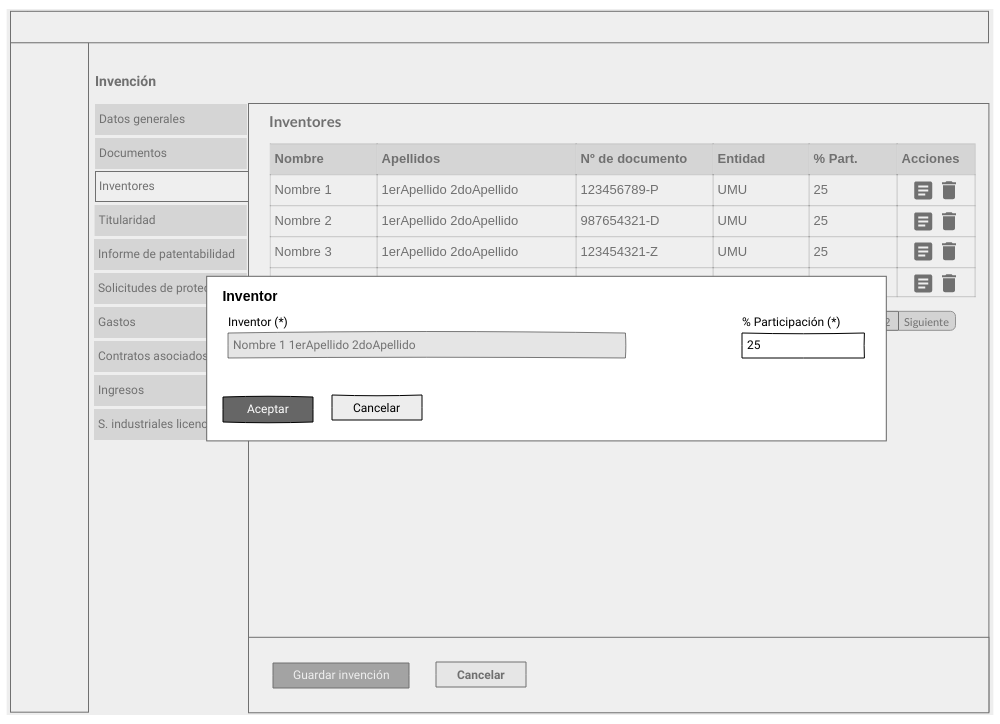 Invención
Datos generales
Documentos
Inventores
Titularidad
Informe de patentabilidad
Solicitudes de protec
Gastos
Contratos asociados
Ingresos
S. industriales licenc
Inventores
Nombre Apellidos Nº de documento Entidad % Part. Acciones
Nombre 1 1erApellido 2doApellido 123456789-P UMU 25
Nombre 2 1erApellido 2doApellido 987654321-D UMU 25
Nombre 3 1erApellido 2doApellido 123454321-Z UMU 25
2 Siguiente
Inventor
Inventor (*) % Participación (*)
Nombre 1 1erApellido 2doApellido 25
Aceptar Cancelar
Guardar invención Cancelar